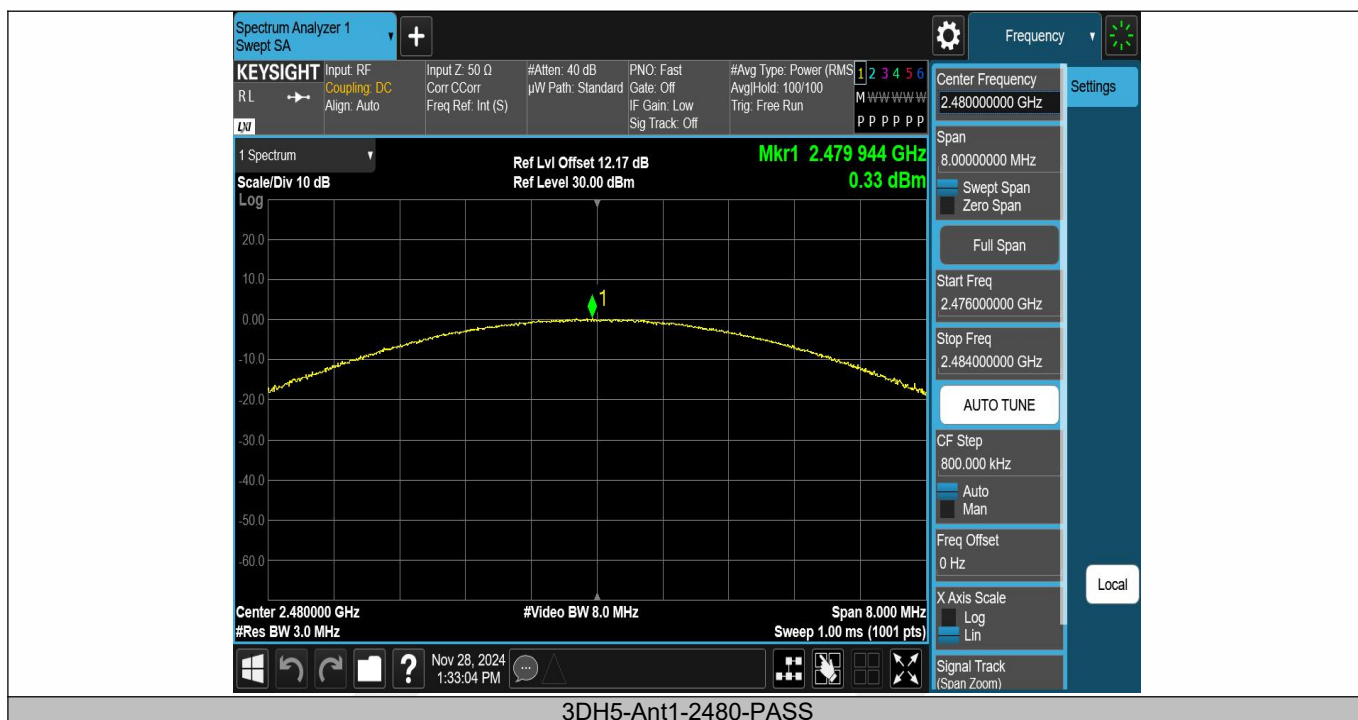 Spectrum Analyzer 1
Swept SA
+
Frequency
KEYSIGHT
Input: RF
Coupling: DC
Align: Auto
Input Z: 50 Ω
Corr CCorr
Freq Ref: Int (S)
#Atten: 40 dB
µW Path: Standard
PNO: Fast
Gate: Off
IF Gain: Low
Sig Track: Off
#Avg Type: Power (RMS
Avg|Hold: 100/100
Trig: Free Run
1 2 3 4 5 6
M W W W W W
P P P P P P
R L
LXI
1 Spectrum
Scale/Div 10 dB
Log
Ref Lvl Offset 12.17 dB
Ref Level 30.00 dBm
Mkr1 2.479 944 GHz
0.33 dBm
20.0
10.0
0.00
-10.0
-20.0
-30.0
-40.0
-50.0
-60.0
1
Center 2.480000 GHz
#Res BW 3.0 MHz
#Video BW 8.0 MHz
Span 8.000 MHz
Sweep 1.00 ms (1001 pts)
Center Frequency
2.480000000 GHz
Settings
Span
8.00000000 MHz
Swept Span
Zero Span
Full Span
Start Freq
2.476000000 GHz
Stop Freq
2.484000000 GHz
AUTO TUNE
CF Step
800.000 kHz
Auto
Man
Freq Offset
0 Hz
X Axis Scale
Log
Lin
Signal Track
(Span Zoom)
Local
?
Nov 28, 2024
1:33:04 PM
3DH5-Ant1-2480-PASS